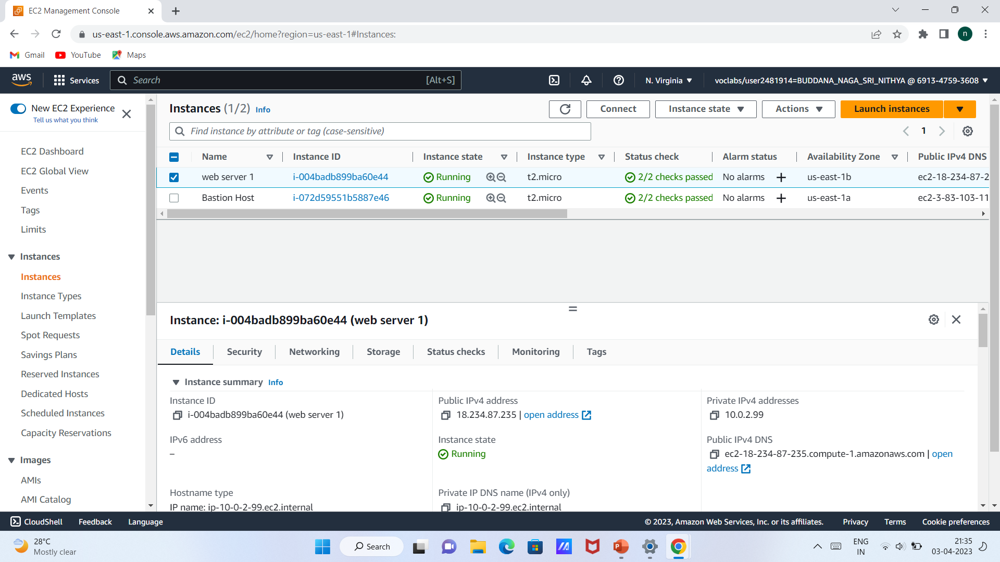 EC2 Management Console
us-east-1.console.aws.amazon.com/ec2/home?region=us-east-1#Instances:
n
Gmail YouTube Maps
aws Services Search [Alt+S] N. Virginia voclabs/user2481914=BUDDANA_NAGA_SRI_NITHYA @ 6913-4759-3608
New EC2 Experience
Tell us what you think
EC2 Dashboard
EC2 Global View
Events
Tags
Limits
Instances
Instances
Instance Types
Launch Templates
Spot Requests
Savings Plans
Reserved Instances
Dedicated Hosts
Scheduled Instances
Capacity Reservations
Images
AMIs
AMI Catalog
Instances (1/2) Info Connect Instance state Actions Launch instances
Find instance by attribute or tag (case-sensitive) 1
Name Instance ID Instance state Instance type Status check Alarm status Availability Zone Public IPv4 DNS
web server 1 i-004badb899ba60e44 Running t2.micro 2/2 checks passed No alarms + us-east-1b ec2-18-234-87-2
Bastion Host i-072d59551b5887e46 Running t2.micro 2/2 checks passed No alarms + us-east-1a ec2-3-83-103-11
Instance: i-004badb899ba60e44 (web server 1)
Details Security Networking Storage Status checks Monitoring Tags
Instance summary Info
Instance ID Public IPv4 address Private IPv4 addresses
i-004badb899ba60e44 (web server 1) 18.234.87.235 | open address 10.0.2.99
IPv6 address Instance state Public IPv4 DNS
– Running ec2-18-234-87-235.compute-1.amazonaws.com | open
address
Hostname type Private IP DNS name (IPv4 only)
IP name: ip-10-0-2-99.ec2.internal ip-10-0-2-99.ec2.internal
CloudShell Feedback Language © 2023, Amazon Web Services, Inc. or its affiliates. Privacy Terms Cookie preferences
28°C
Mostly clear
Search
ENG
IN
21:35
03-04-2023